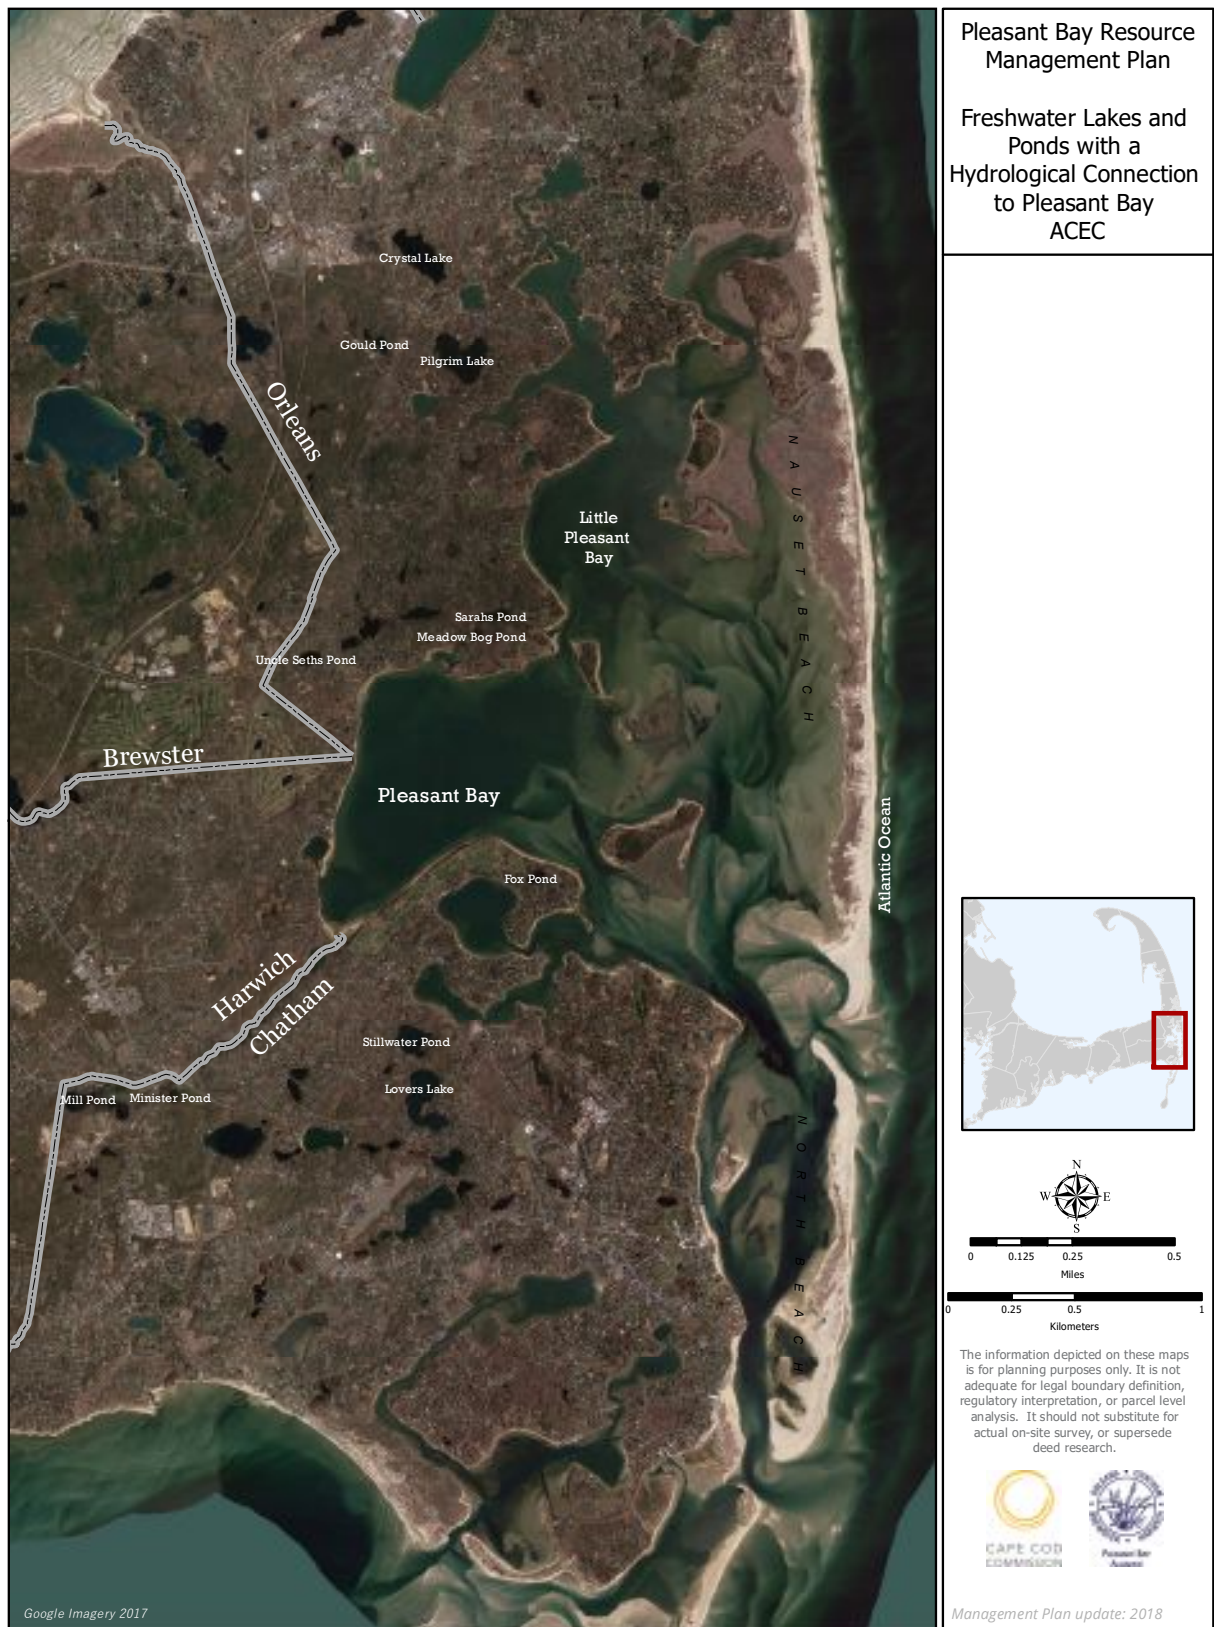 Pleasant Bay Resource
Management Plan
Freshwater Lakes and
Ponds with a
Hydrological Connection
to Pleasant Bay
ACEC
Crystal Lake
Gould Pond
Pilgrim Lake
Orleans
NAUSET BEACH
Little
Pleasant
Bay
Sarahs Pond
Meadow Bog Pond
Uncle Seths Pond
Brewster
Pleasant Bay
Atlantic Ocean
Fox Pond
Harwich
Chatham
Stillwater Pond
Lovers Lake
Mill Pond
Minister Pond
NORTH BEACH
N
W E
S
0 0.125 0.25 0.5
Miles
0 0.25 0.5 1
Kilometers
The information depicted on these maps
is for planning purposes only. It is not
adequate for legal boundary definition,
regulatory interpretation, or parcel level
analysis. It should not substitute for
actual on-site survey, or supersede
deed research.
CAPE COD
COMMISSION
Pleasant Bay
Alliance
Google Imagery 2017
Management Plan update: 2018